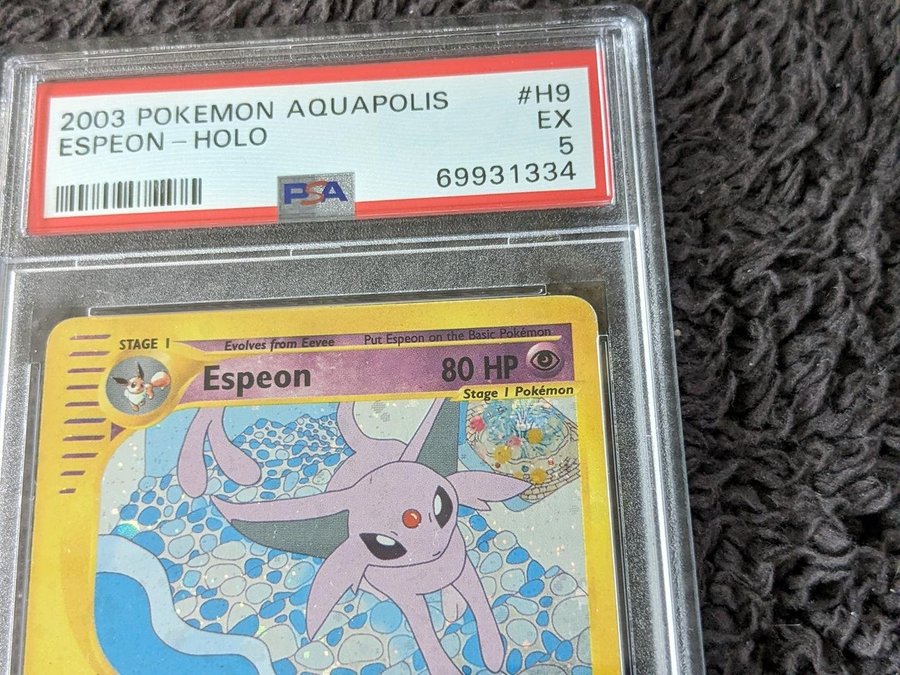 2003 POKEMON AQUAPOLIS #H9
ESPEON - HOLO EX
5
69931334
PSA
STAGE 1 Evolves from Eevee Put Espeon on the Basic Pokémon
Espeon 80 HP
Stage 1 Pokémon